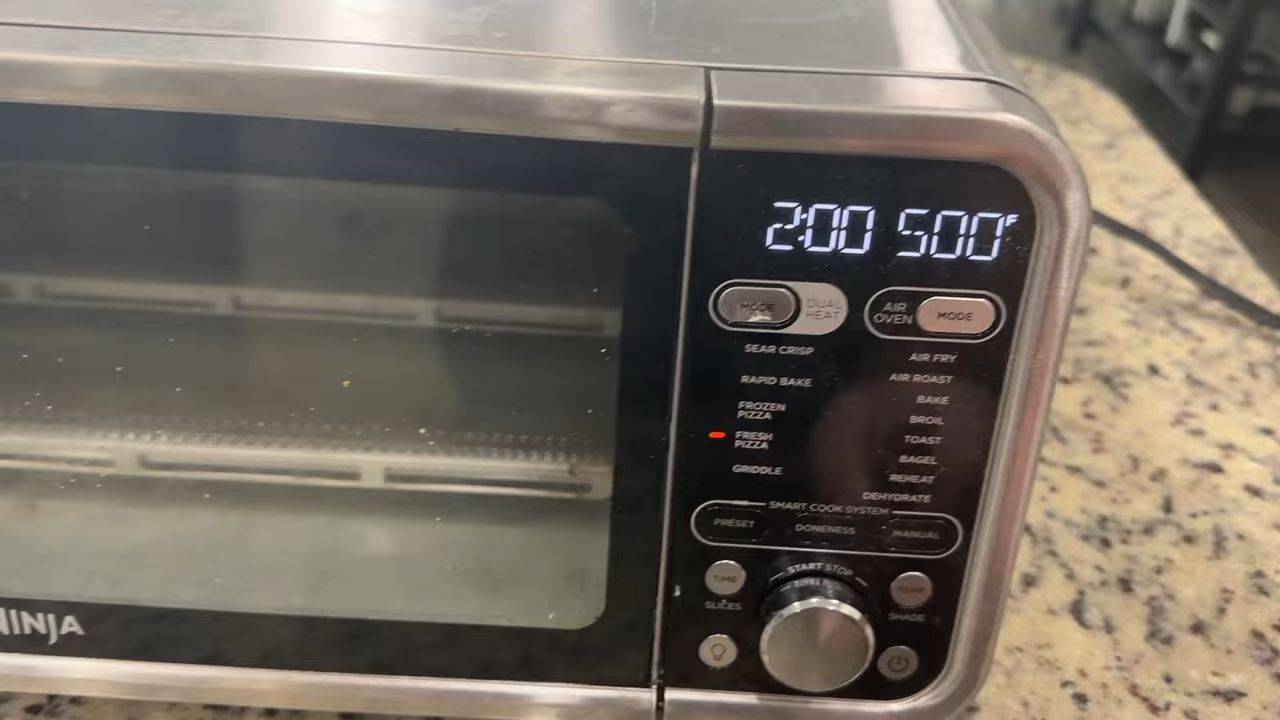 2:00 500°F
MODE DUAL HEAT
AIR OVEN MODE
SEAR CRISP
RAPID BAKE
FROZEN PIZZA
FRESH PIZZA
GRIDDLE
AIR FRY
AIR ROAST
BAKE
BROIL
TOAST
BAGEL
REHEAT
DEHYDRATE
SMART COOK SYSTEM
PRESET DONENESS MANUAL
START STOP
TIME
TEMP
SLICES
SHADE
NINJA